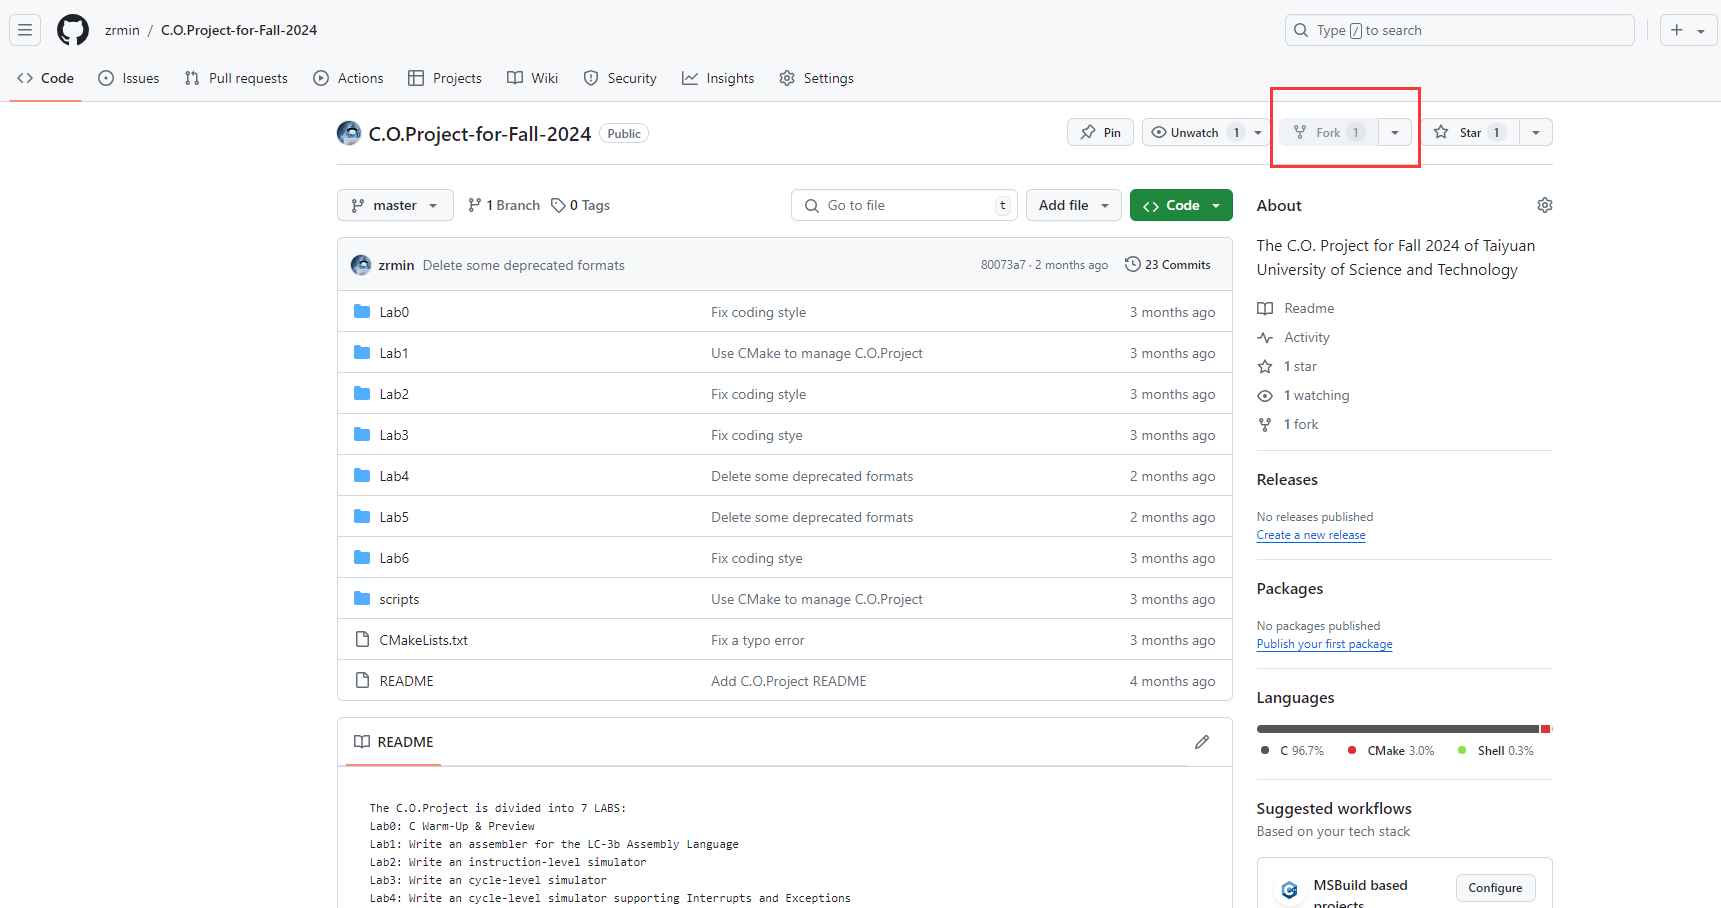 zrmin / C.O.Project-for-Fall-2024
Type / to search
Code Issues Pull requests Actions Projects Wiki Security Insights Settings
C.O.Project-for-Fall-2024 Public
Pin Unwatch 1 Fork 1 Star 1
master 1 Branch 0 Tags Go to file t Add file Code
zrmin Delete some deprecated formats 80073a7 · 2 months ago 23 Commits
Lab0 Fix coding style 3 months ago
Lab1 Use CMake to manage C.O.Project 3 months ago
Lab2 Fix coding style 3 months ago
Lab3 Fix coding stye 3 months ago
Lab4 Delete some deprecated formats 2 months ago
Lab5 Delete some deprecated formats 2 months ago
Lab6 Fix coding stye 3 months ago
scripts Use CMake to manage C.O.Project 3 months ago
CMakeLists.txt Fix a typo error 3 months ago
README Add C.O.Project README 4 months ago
README
The C.O.Project is divided into 7 LABS:
Lab0: C Warm-Up & Preview
Lab1: Write an assembler for the LC-3b Assembly Language
Lab2: Write an instruction-level simulator
Lab3: Write an cycle-level simulator
Lab4: Write an cycle-level simulator supporting Interrupts and Exceptions
About
The C.O. Project for Fall 2024 of Taiyuan
University of Science and Technology
Readme
Activity
1 star
1 watching
1 fork
Releases
No releases published
Create a new release
Packages
No packages published
Publish your first package
Languages
C 96.7% CMake 3.0% Shell 0.3%
Suggested workflows
Based on your tech stack
MSBuild based
projects
Configure